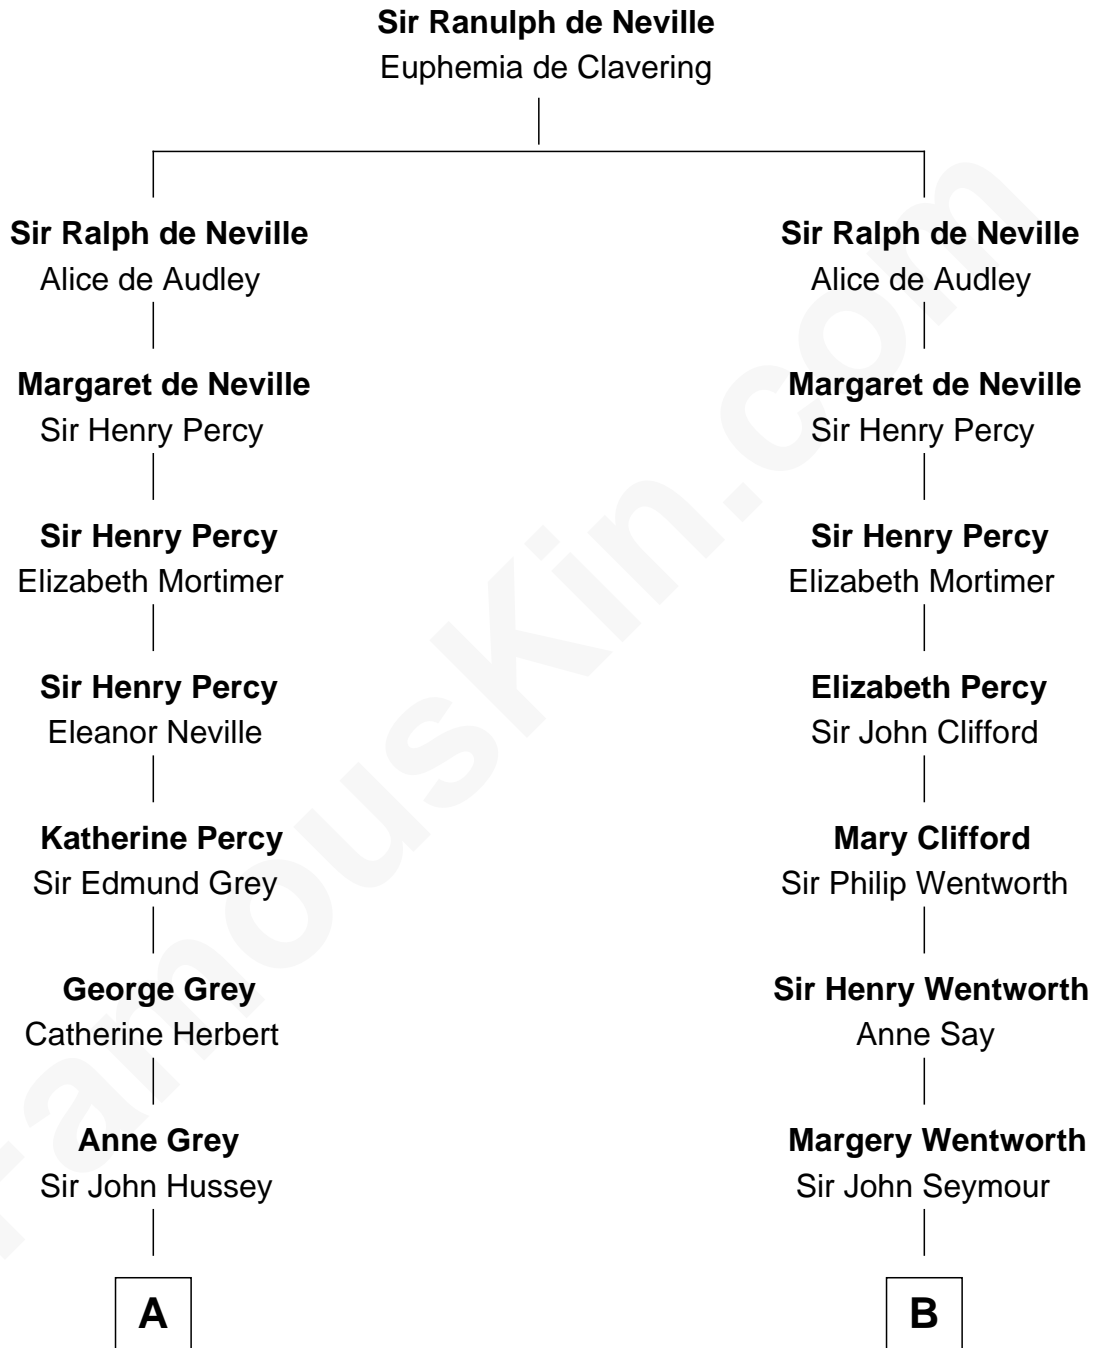 Sir Ranulph de Neville
Euphemia de Clavering
Sir Ralph de Neville
Alice de Audley
Margaret de Neville
Sir Henry Percy
Sir Henry Percy
Elizabeth Mortimer
Sir Henry Percy
Eleanor Neville
Katherine Percy
Sir Edmund Grey
George Grey
Catherine Herbert
Anne Grey
Sir John Hussey
A
Sir Ralph de Neville
Alice de Audley
Margaret de Neville
Sir Henry Percy
Sir Henry Percy
Elizabeth Mortimer
Elizabeth Percy
Sir John Clifford
Mary Clifford
Sir Philip Wentworth
Sir Henry Wentworth
Anne Say
Margery Wentworth
Sir John Seymour
B
FamousKin.com